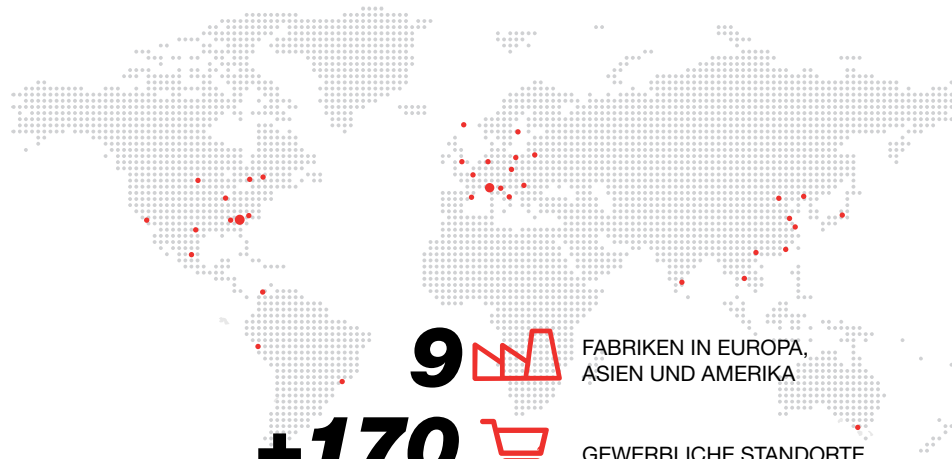 9
FABRIKEN IN EUROPA,
ASIEN UND AMERIKA
+170
GEWERBLICHE STANDORTE